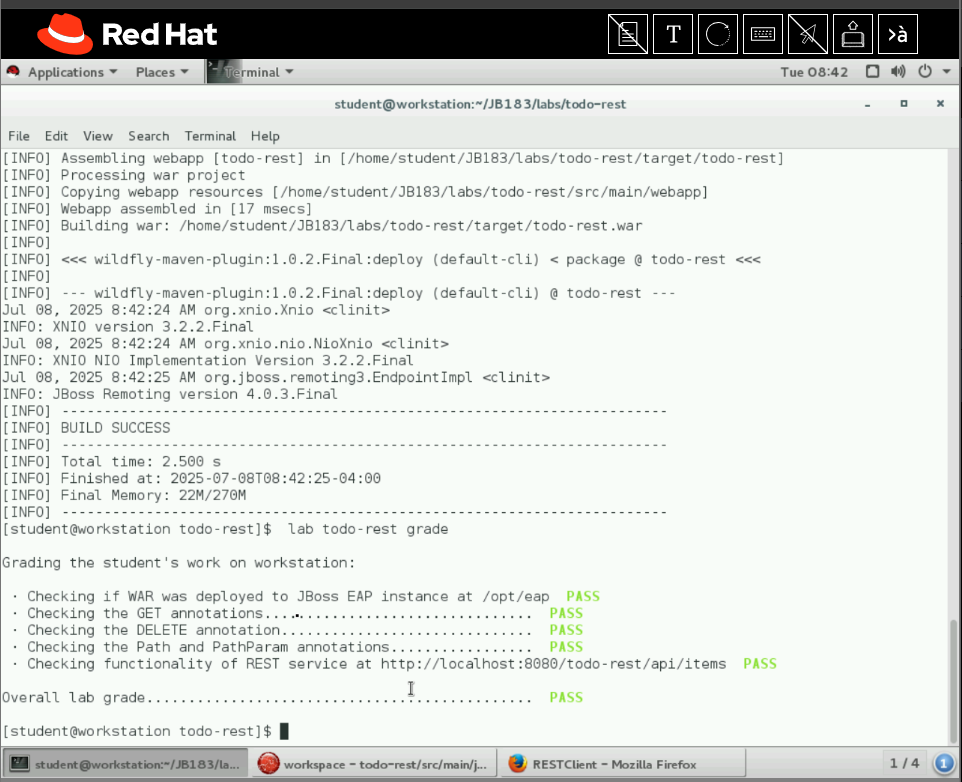 Red Hat
T
>à
Applications Places Terminal Tue 08:42
student@workstation:~/JB183/labs/todo-rest
File Edit View Search Terminal Help
[INFO] Assembling webapp [todo-rest] in [/home/student/JB183/labs/todo-rest/target/todo-rest]
[INFO] Processing war project
[INFO] Copying webapp resources [/home/student/JB183/labs/todo-rest/src/main/webapp]
[INFO] Webapp assembled in [17 msecs]
[INFO] Building war: /home/student/JB183/labs/todo-rest/target/todo-rest.war
[INFO]
[INFO] <<< wildfly-maven-plugin:1.0.2.Final:deploy (default-cli) < package @ todo-rest <<<
[INFO]
[INFO] --- wildfly-maven-plugin:1.0.2.Final:deploy (default-cli) @ todo-rest ---
Jul 08, 2025 8:42:24 AM org.xnio.Xnio <clinit>
INFO: XNIO version 3.2.2.Final
Jul 08, 2025 8:42:24 AM org.xnio.nio.NioXnio <clinit>
INFO: XNIO NIO Implementation Version 3.2.2.Final
Jul 08, 2025 8:42:25 AM org.jboss.remoting3.EndpointImpl <clinit>
INFO: JBoss Remoting version 4.0.3.Final
[INFO] ------------------------------------------------------------------------
[INFO] BUILD SUCCESS
[INFO] ------------------------------------------------------------------------
[INFO] Total time: 2.500 s
[INFO] Finished at: 2025-07-08T08:42:25-04:00
[INFO] Final Memory: 22M/270M
[INFO] ------------------------------------------------------------------------
[student@workstation todo-rest]$  lab todo-rest grade
Grading the student's work on workstation:
· Checking if WAR was deployed to JBoss EAP instance at /opt/eap  PASS
· Checking the GET annotations................................  PASS
· Checking the DELETE annotation..............................  PASS
· Checking the Path and PathParam annotations.................  PASS
· Checking functionality of REST service at http://localhost:8080/todo-rest/api/items  PASS
Overall lab grade..............................................  PASS
[student@workstation todo-rest]$
student@workstation:~/JB183/la... workspace - todo-rest/src/main/j... RESTClient - Mozilla Firefox 1 / 4 1